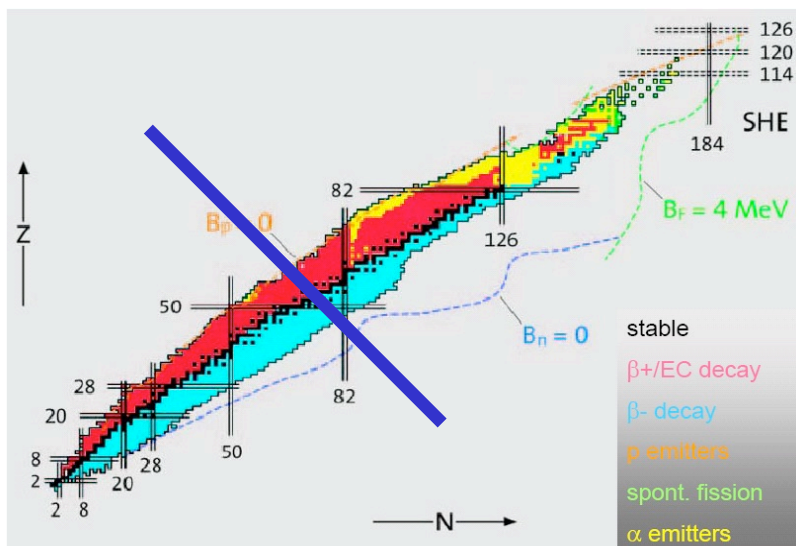 126
120
114
SHE
184
Z
82
B_F = 4 MeV
B_p = 0
126
50
B_n = 0
stable
28
82
β+/EC decay
20
50
β- decay
8
28
p emitters
2
20
spont. fission
2
8
N
α emitters